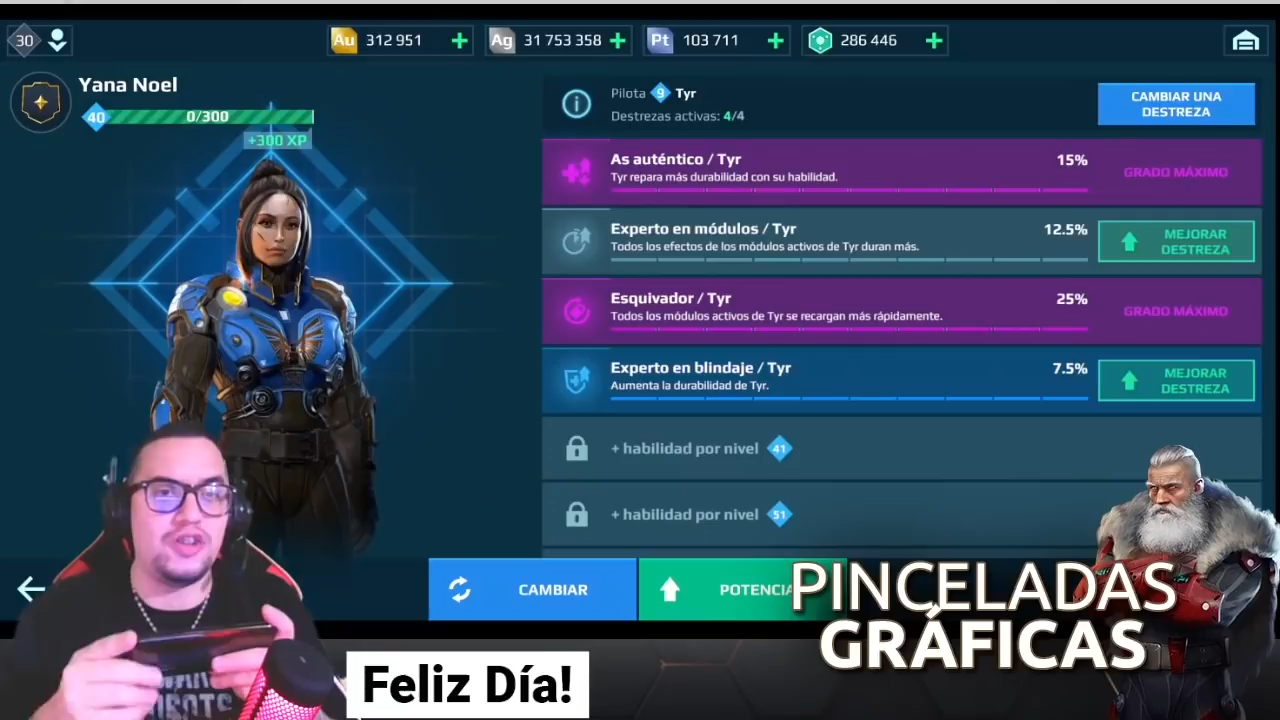 30
Au 312 951
Ag 31 753 358
Pt 103 711
286 446
Yana Noel
40
0/300
+300 XP
Pilota 9 Tyr
Destrezas activas: 4/4
CAMBIAR UNA
DESTREZA
As auténtico / Tyr
15%
Tyr repara más durabilidad con su habilidad.
GRADO MÁXIMO
Experto en módulos / Tyr
12.5%
Todos los efectos de los módulos activos de Tyr duran más.
MEJORAR
DESTREZA
Esquivador / Tyr
25%
Todos los módulos activos de Tyr se recargan más rápidamente.
GRADO MÁXIMO
Experto en blindaje / Tyr
7.5%
Aumenta la durabilidad de Tyr.
MEJORAR
DESTREZA
+ habilidad por nivel 41
+ habilidad por nivel 51
CAMBIAR
POTENCIA
PINCELADAS
GRÁFICAS
Feliz Día!